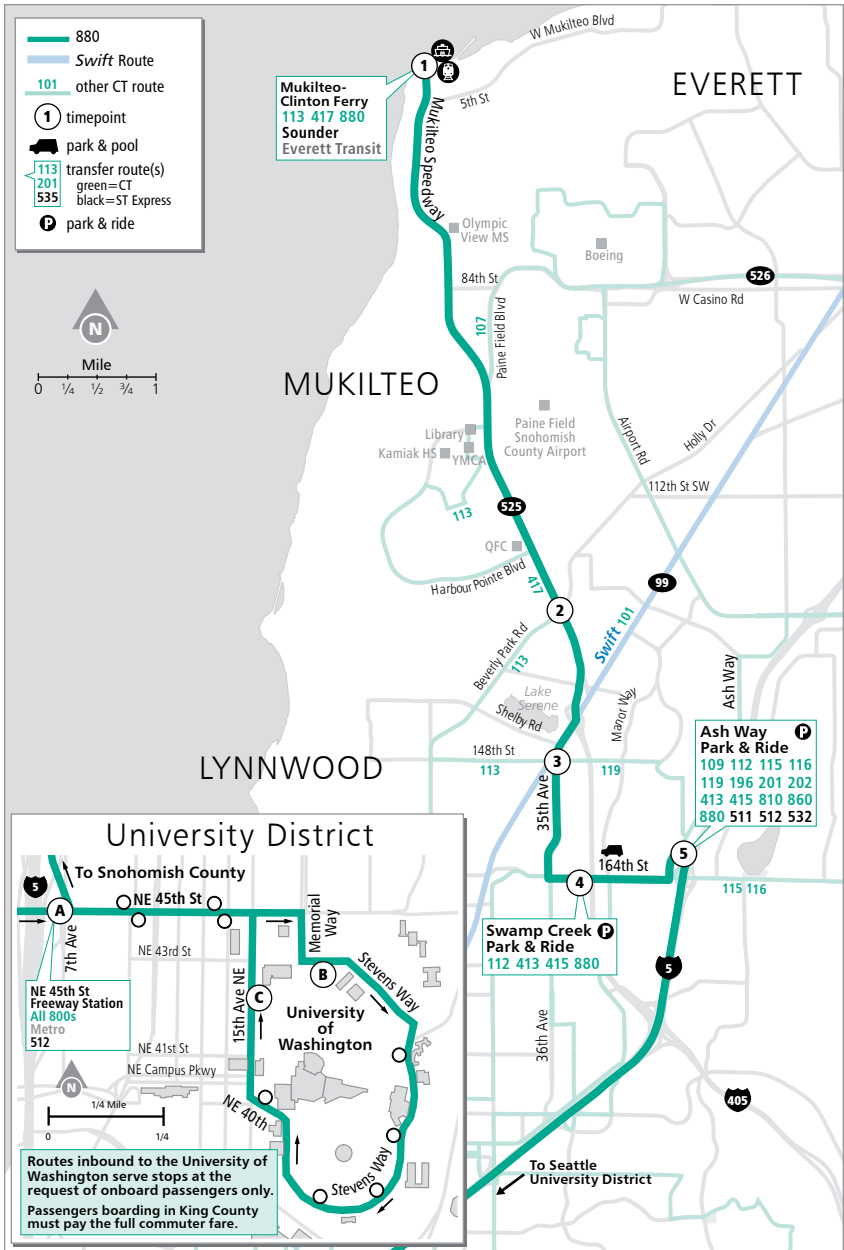 880
Swift Route
101
other CT route
1
timepoint
park & pool
113
201
535
transfer route(s)
green=CT
black=ST Express
P
park & ride
N
Mile
0 ¼ ½ ¾ 1
W Mukilteo Blvd
EVERETT
1
Mukilteo-
Clinton Ferry
113 417 880
Sounder
Everett Transit
5th St
Mukilteo Speedway
Olympic
View MS
Boeing
84th St
526
W Casino Rd
107
Paine Field Blvd
MUKILTEO
Library
Kamiak HS
YMCA
Paine Field
Snohomish
County Airport
Airport Rd
Holly Dr
112th St SW
113
525
QFC
Harbour Pointe Blvd
417
99
2
Swift 101
Beverly Park Rd
113
Lake
Serene
Shelby Rd
Manor Way
Ash Way
148th St
113
3
119
LYNNWOOD
35th Ave
Ash Way
Park & Ride
P
109 112 115 116
119 196 201 202
413 415 810 860
880 511 512 532
5
164th St
4
115 116
Swamp Creek
Park & Ride
P
112 413 415 880
5
36th Ave
405
To Seattle
University District
University District
To Snohomish County
5
A
NE 45th St
7th Ave
NE 43rd St
Memorial
Way
B
Stevens Way
NE 45th St
Freeway Station
All 800s
Metro
512
15th Ave NE
C
University
of
Washington
NE 41st St
NE Campus Pkwy
NE 40th
N
1/4 Mile
0 1/4
Stevens Way
Routes inbound to the University of
Washington serve stops at the
request of onboard passengers only.
Passengers boarding in King County
must pay the full commuter fare.